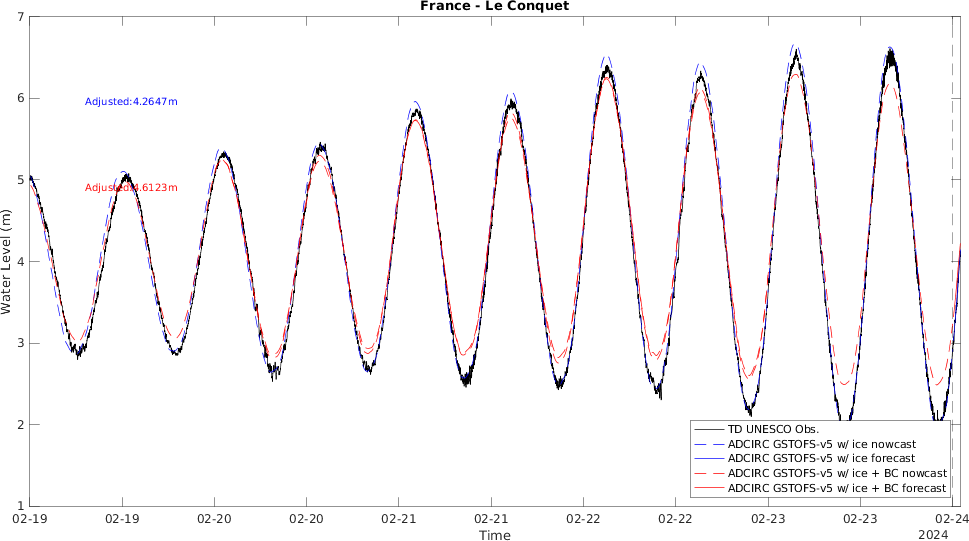 France - Le Conquet
7
6
5
4
3
2
1
Water Level (m)
Adjusted:4.2647m
Adjusted:4.6123m
TD UNESCO Obs.
ADCIRC GSTOFS-v5 w/ ice nowcast
ADCIRC GSTOFS-v5 w/ ice forecast
ADCIRC GSTOFS-v5 w/ ice + BC nowcast
ADCIRC GSTOFS-v5 w/ ice + BC forecast
02-19 02-19 02-20 02-20 02-21 02-21 02-22 02-22 02-23 02-23 02-24
Time
2024